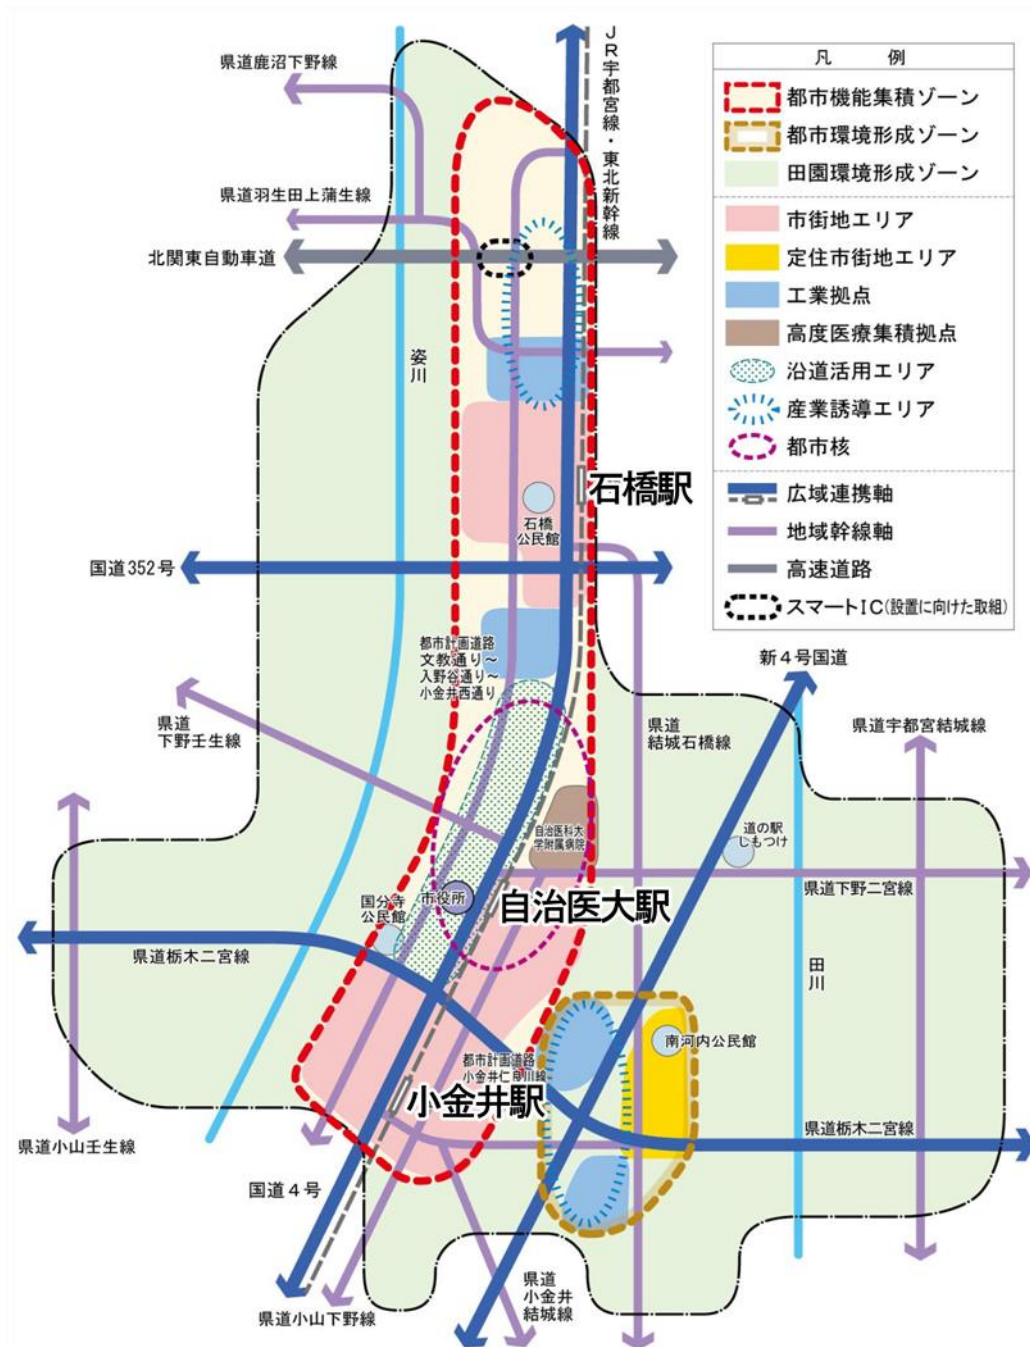 凡例
都市機能集積ゾーン
都市環境形成ゾーン
田園環境形成ゾーン
市街地エリア
定住市街地エリア
工業拠点
高度医療集積拠点
沿道活用エリア
産業誘導エリア
都市核
広域連携軸
地域幹線軸
高速道路
スマートIC(設置に向けた取組)
JR宇都宮線・東北新幹線
県道鹿沼下野線
県道羽生田上蒲生線
北関東自動車道
姿川
石橋駅
石橋
公民館
国道352号
都市計画道路
文教通り~
入野谷通り~
小金井西通り
新4号国道
県道
下野壬生線
県道
結城石橋線
県道宇都宮結城線
自治医科大
学附属病院
道の駅
しもつけ
県道下野二宮線
国分寺
公民館
市役所
自治医大駅
県道栃木二宮線
田川
南河内公民館
都市計画道路
小金井仁良川線
小金井駅
県道栃木二宮線
県道小山壬生線
国道4号
県道小山下野線
県道
小金井
結城線